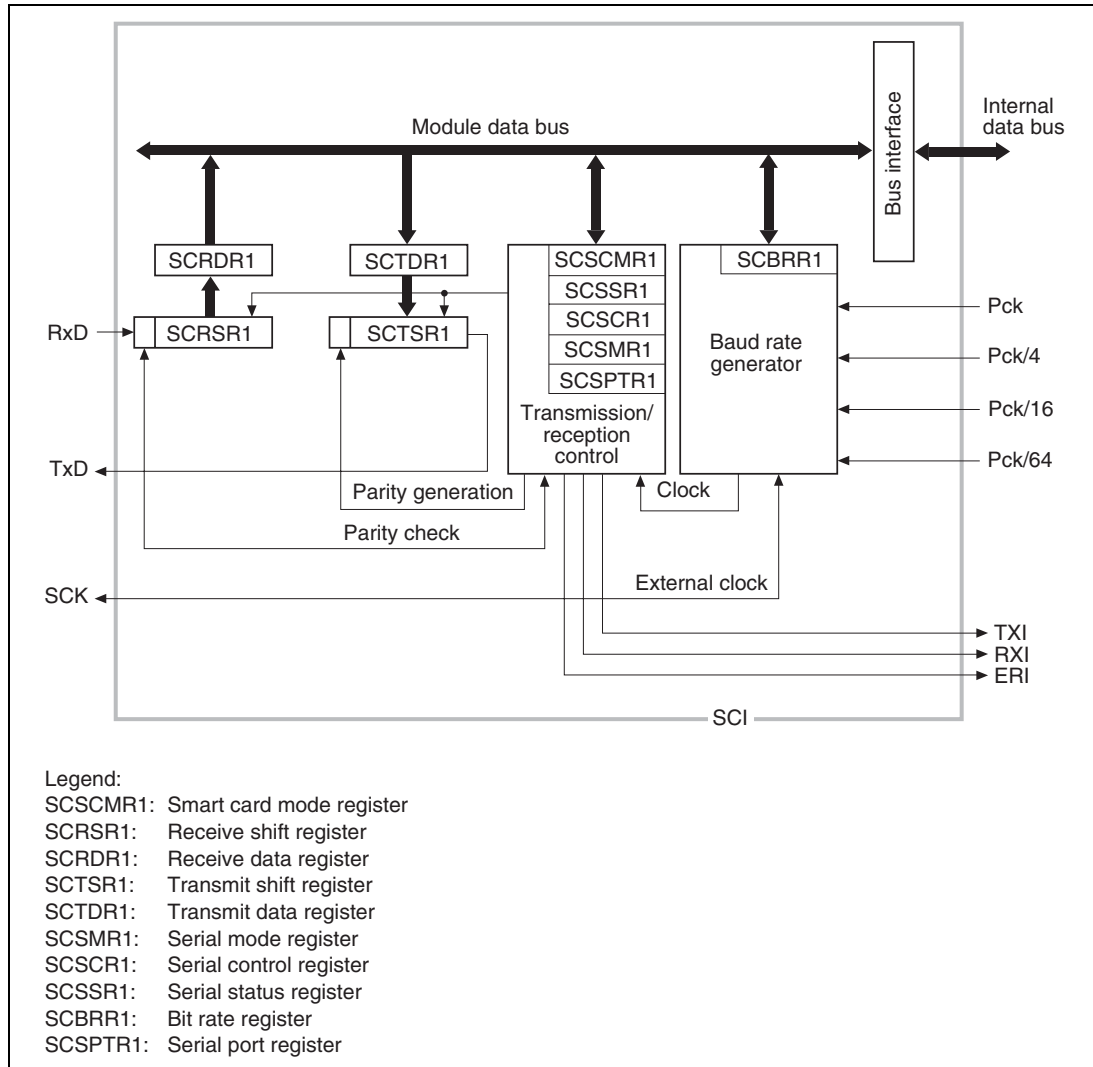 Internal
data bus
Module data bus
Bus interface
SCRDR1
SCTDR1
SCSCMR1
SCBRR1
SCSSR1
SCSCR1
SCSMR1
SCSPTR1
RxD
SCRSR1
SCTSR1
Baud rate
generator
Pck
Pck/4
Pck/16
Pck/64
Transmission/
reception
control
TxD
Parity generation
Clock
Parity check
SCK
External clock
TXI
RXI
ERI
SCI
Legend:
SCSCMR1: Smart card mode register
SCRSR1: Receive shift register
SCRDR1: Receive data register
SCTSR1: Transmit shift register
SCTDR1: Transmit data register
SCSMR1: Serial mode register
SCSCR1: Serial control register
SCSSR1: Serial status register
SCBRR1: Bit rate register
SCSPTR1: Serial port register